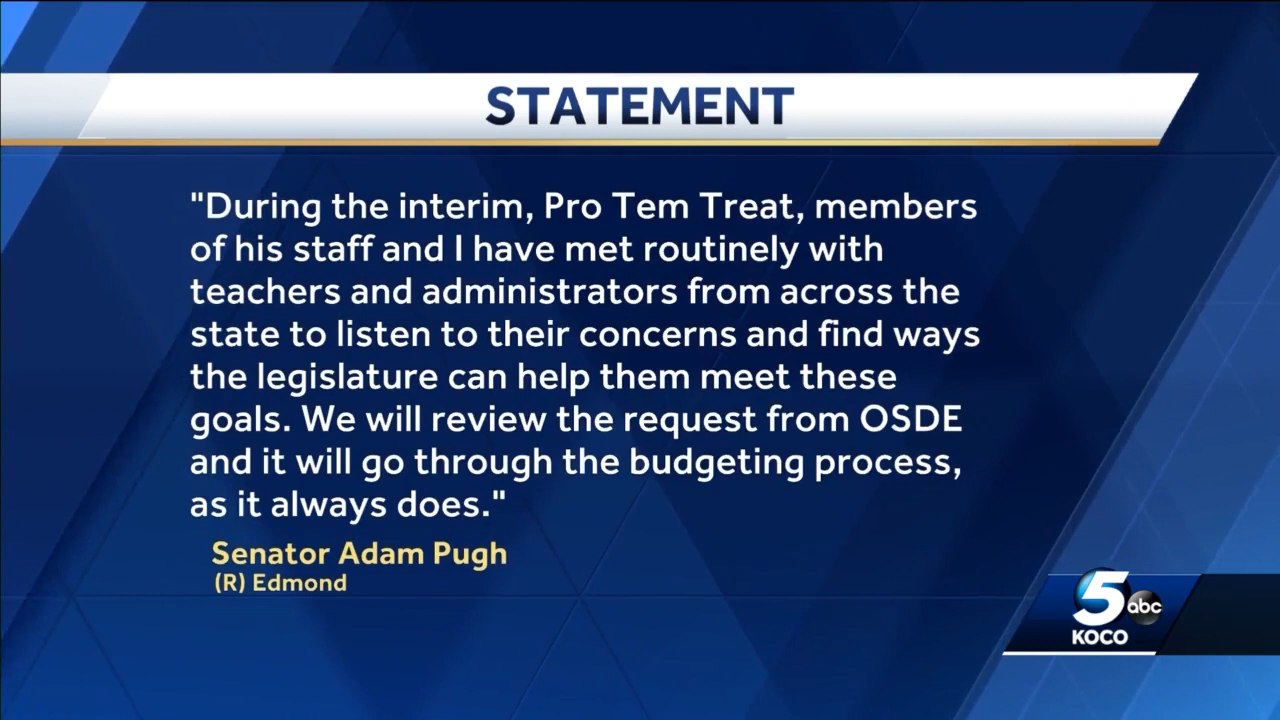 STATEMENT
"During the interim, Pro Tem Treat, members
of his staff and I have met routinely with
teachers and administrators from across the
state to listen to their concerns and find ways
the legislature can help them meet these
goals. We will review the request from OSDE
and it will go through the budgeting process,
as it always does."
Senator Adam Pugh
(R) Edmond
5 abc
KOCO